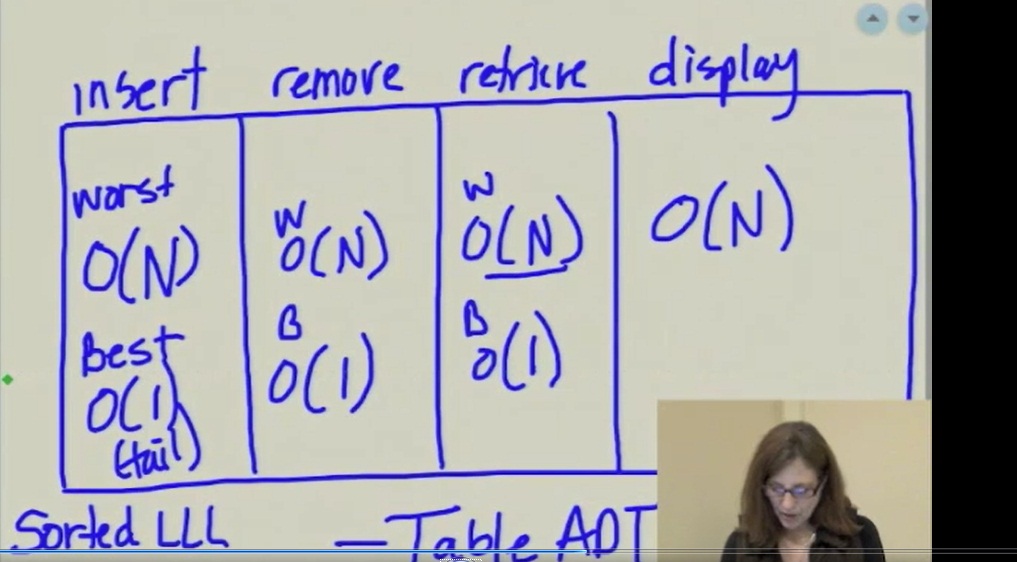 insert remove retrieve display
worst
O(N)
W
O(N)
W
O(N)
O(N)
Best
O(1)
(tail)
B
O(1)
B
O(1)
Sorted LLL — Table ADT